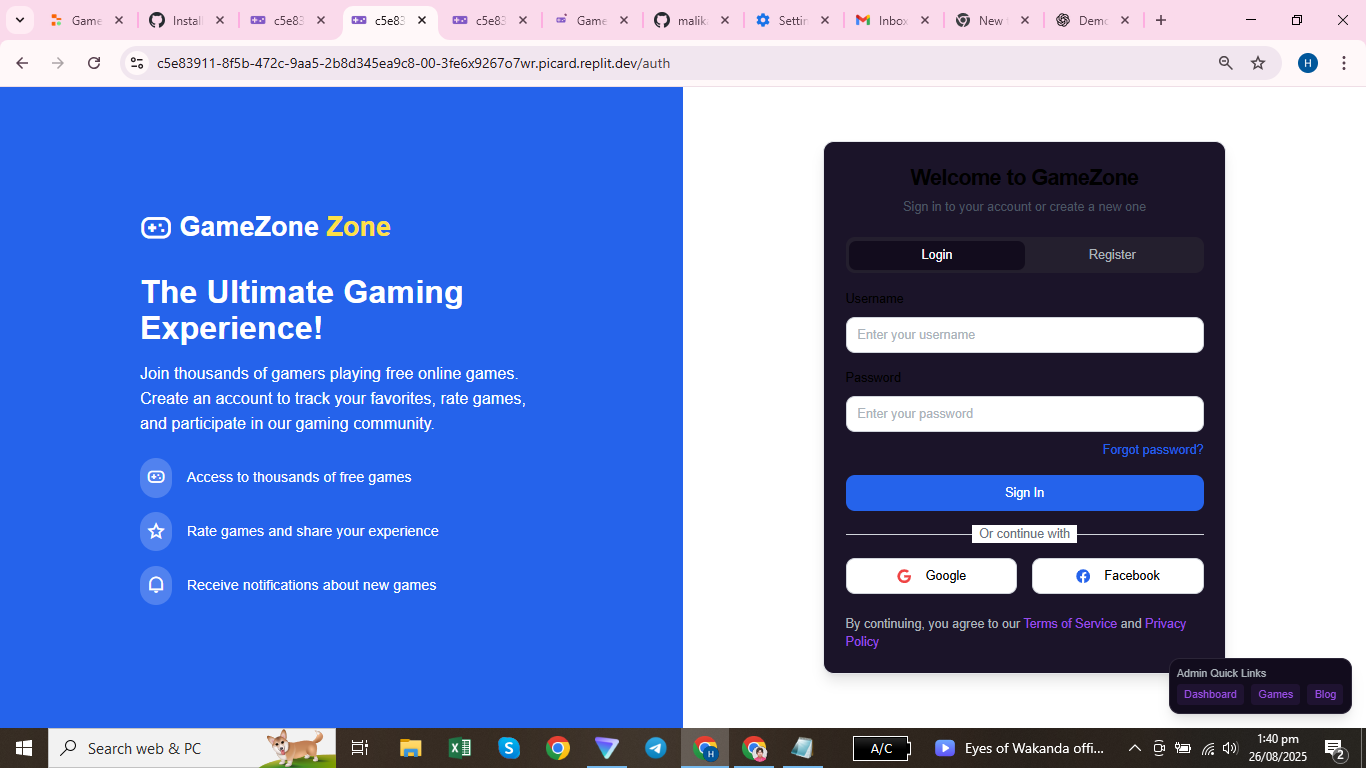 Game
Install
c5e83
c5e83
c5e83
Game
malik
Settin
Inbox
New
Demo
c5e83911-8f5b-472c-9aa5-2b8d345ea9c8-00-3fe6x9267o7wr.picard.replit.dev/auth
H
GameZone Zone
The Ultimate Gaming
Experience!
Join thousands of gamers playing free online games.
Create an account to track your favorites, rate games,
and participate in our gaming community.
Access to thousands of free games
Rate games and share your experience
Receive notifications about new games
Welcome to GameZone
Sign in to your account or create a new one
Login Register
Username
Enter your username
Password
Enter your password
Forgot password?
Sign In
Or continue with
Google Facebook
By continuing, you agree to our Terms of Service and Privacy
Policy
Admin Quick Links
Dashboard Games Blog
Search web & PC
A/C
Eyes of Wakanda offi...
1:40 pm
26/08/2025
2